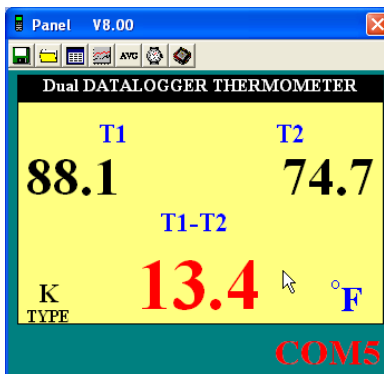 Panel V8.00
AVG
Dual DATALOGGER THERMOMETER
T1 T2
88.1 74.7
T1-T2
13.4
K °F
TYPE
COM5